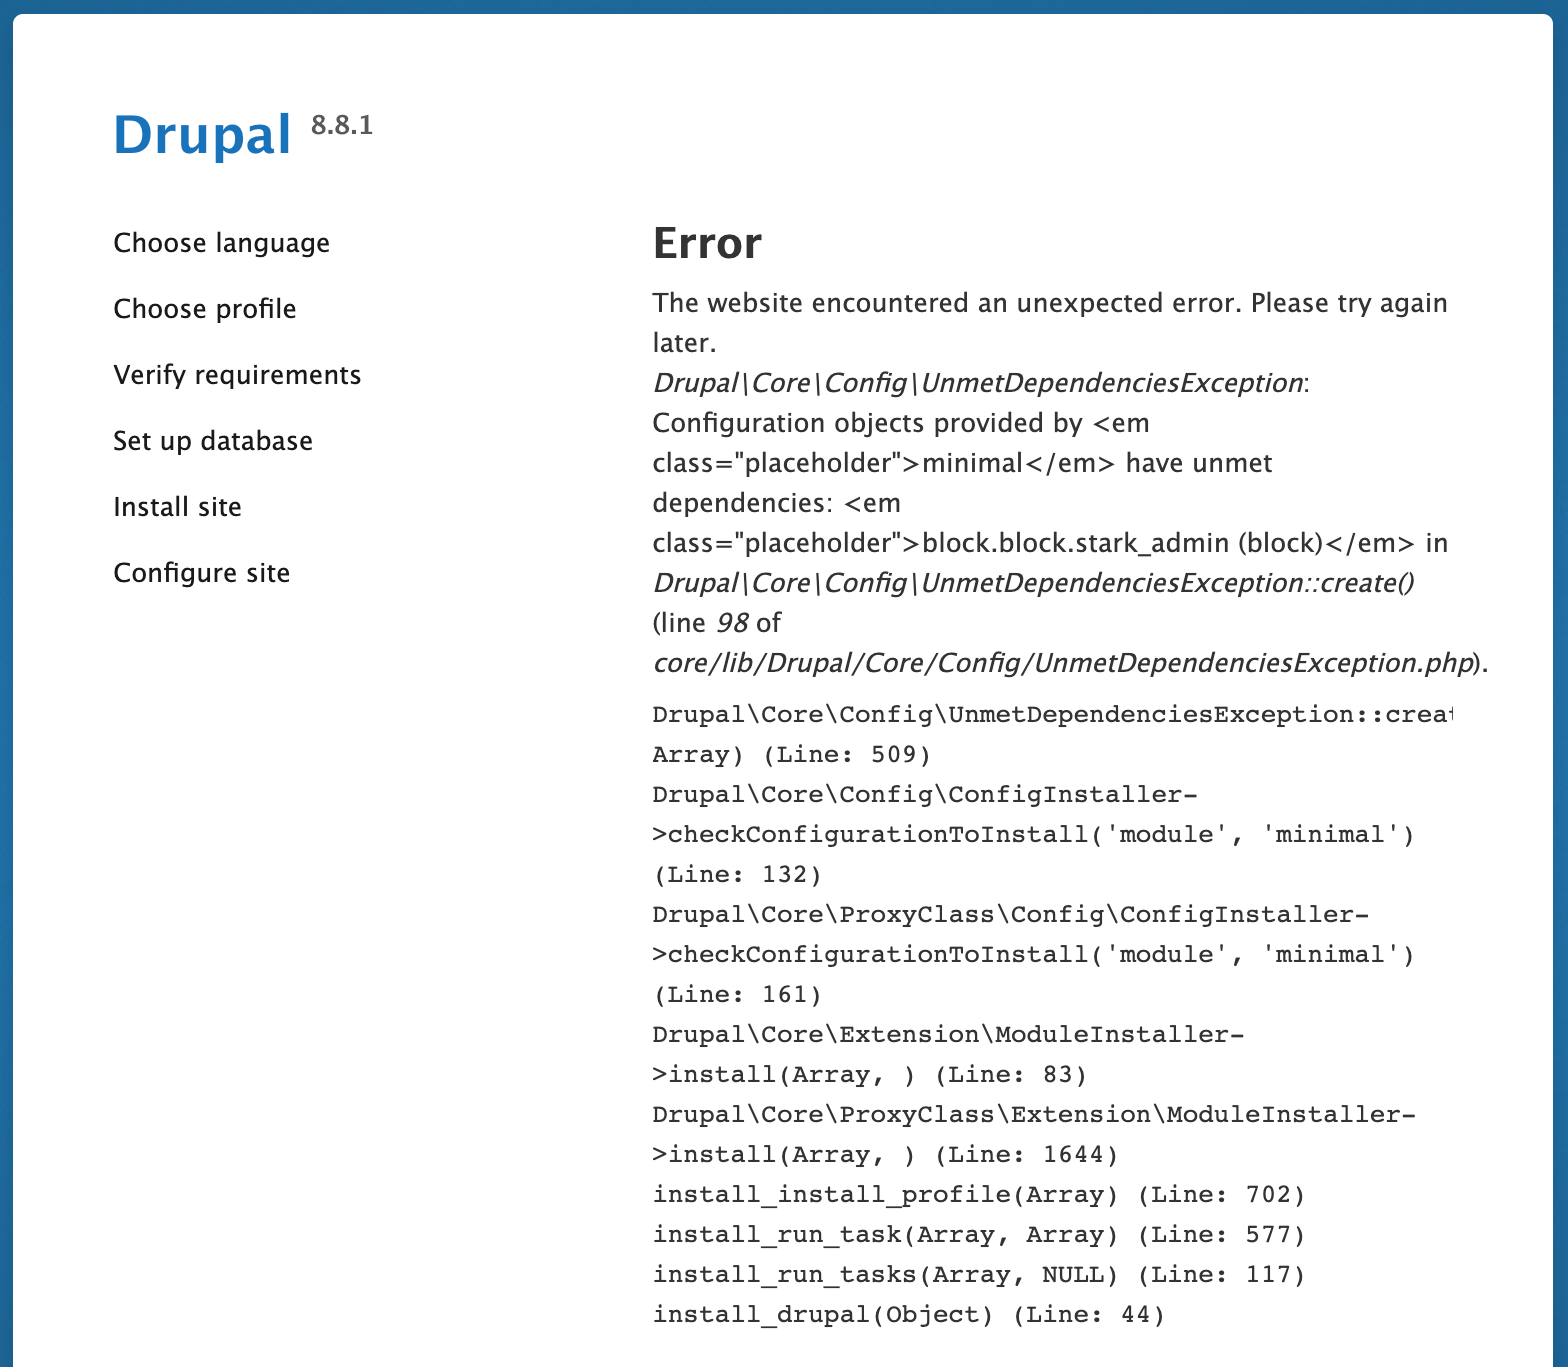 Drupal 8.8.1
Choose language
Choose profile
Verify requirements
Set up database
Install site
Configure site
Error
The website encountered an unexpected error. Please try again
later.
Drupal\Core\Config\UnmetDependenciesException:
Configuration objects provided by <em
class="placeholder">minimal</em> have unmet
dependencies: <em
class="placeholder">block.block.stark_admin (block)</em> in
Drupal\Core\Config\UnmetDependenciesException::create()
(line 98 of
core/lib/Drupal/Core/Config/UnmetDependenciesException.php).
Drupal\Core\Config\UnmetDependenciesException::creat
Array) (Line: 509)
Drupal\Core\Config\ConfigInstaller-
>checkConfigurationToInstall('module', 'minimal')
(Line: 132)
Drupal\Core\ProxyClass\Config\ConfigInstaller-
>checkConfigurationToInstall('module', 'minimal')
(Line: 161)
Drupal\Core\Extension\ModuleInstaller-
>install(Array, ) (Line: 83)
Drupal\Core\ProxyClass\Extension\ModuleInstaller-
>install(Array, ) (Line: 1644)
install_install_profile(Array) (Line: 702)
install_run_task(Array, Array) (Line: 577)
install_run_tasks(Array, NULL) (Line: 117)
install_drupal(Object) (Line: 44)